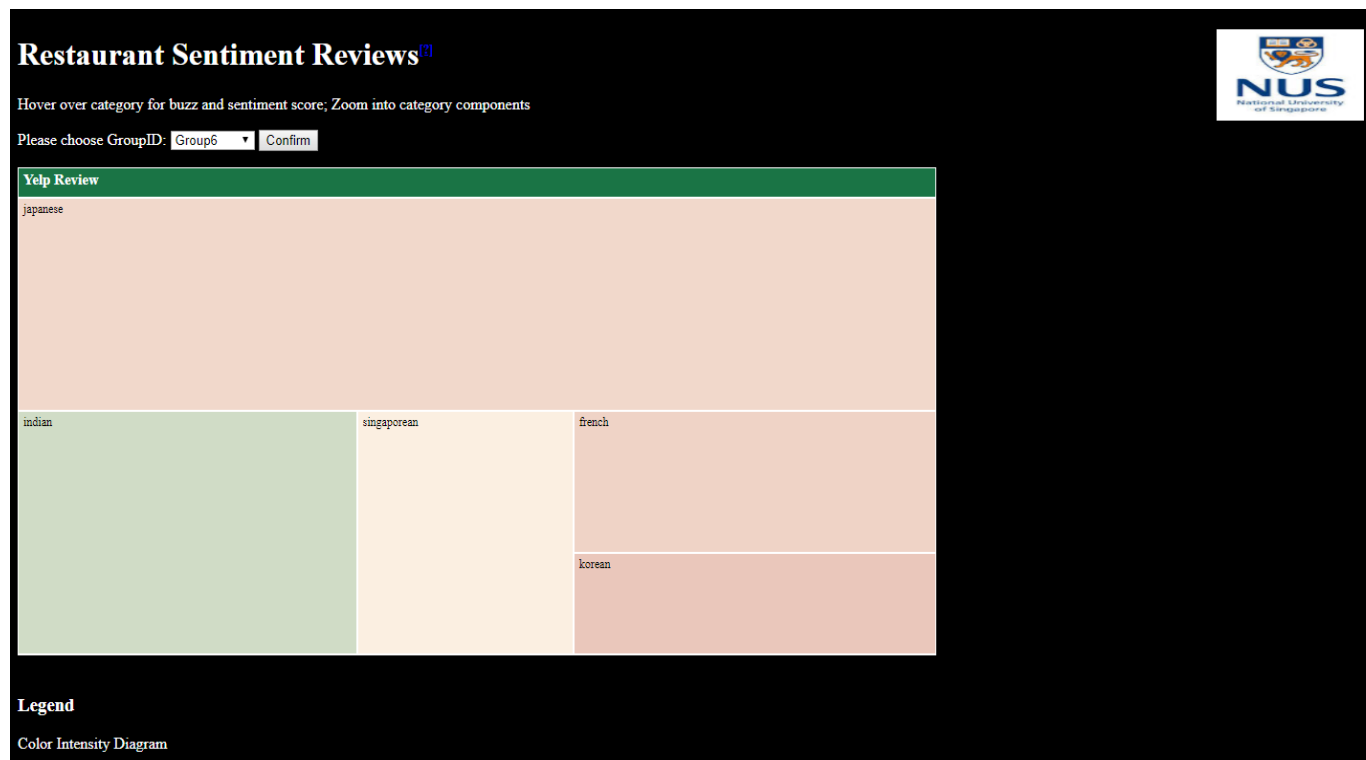 Restaurant Sentiment Reviews[?]
NUS
National University
of Singapore
Hover over category for buzz and sentiment score; Zoom into category components
Please choose GroupID: Group6 Confirm
Yelp Review
japanese
indian
singaporean
french
korean
Legend
Color Intensity Diagram